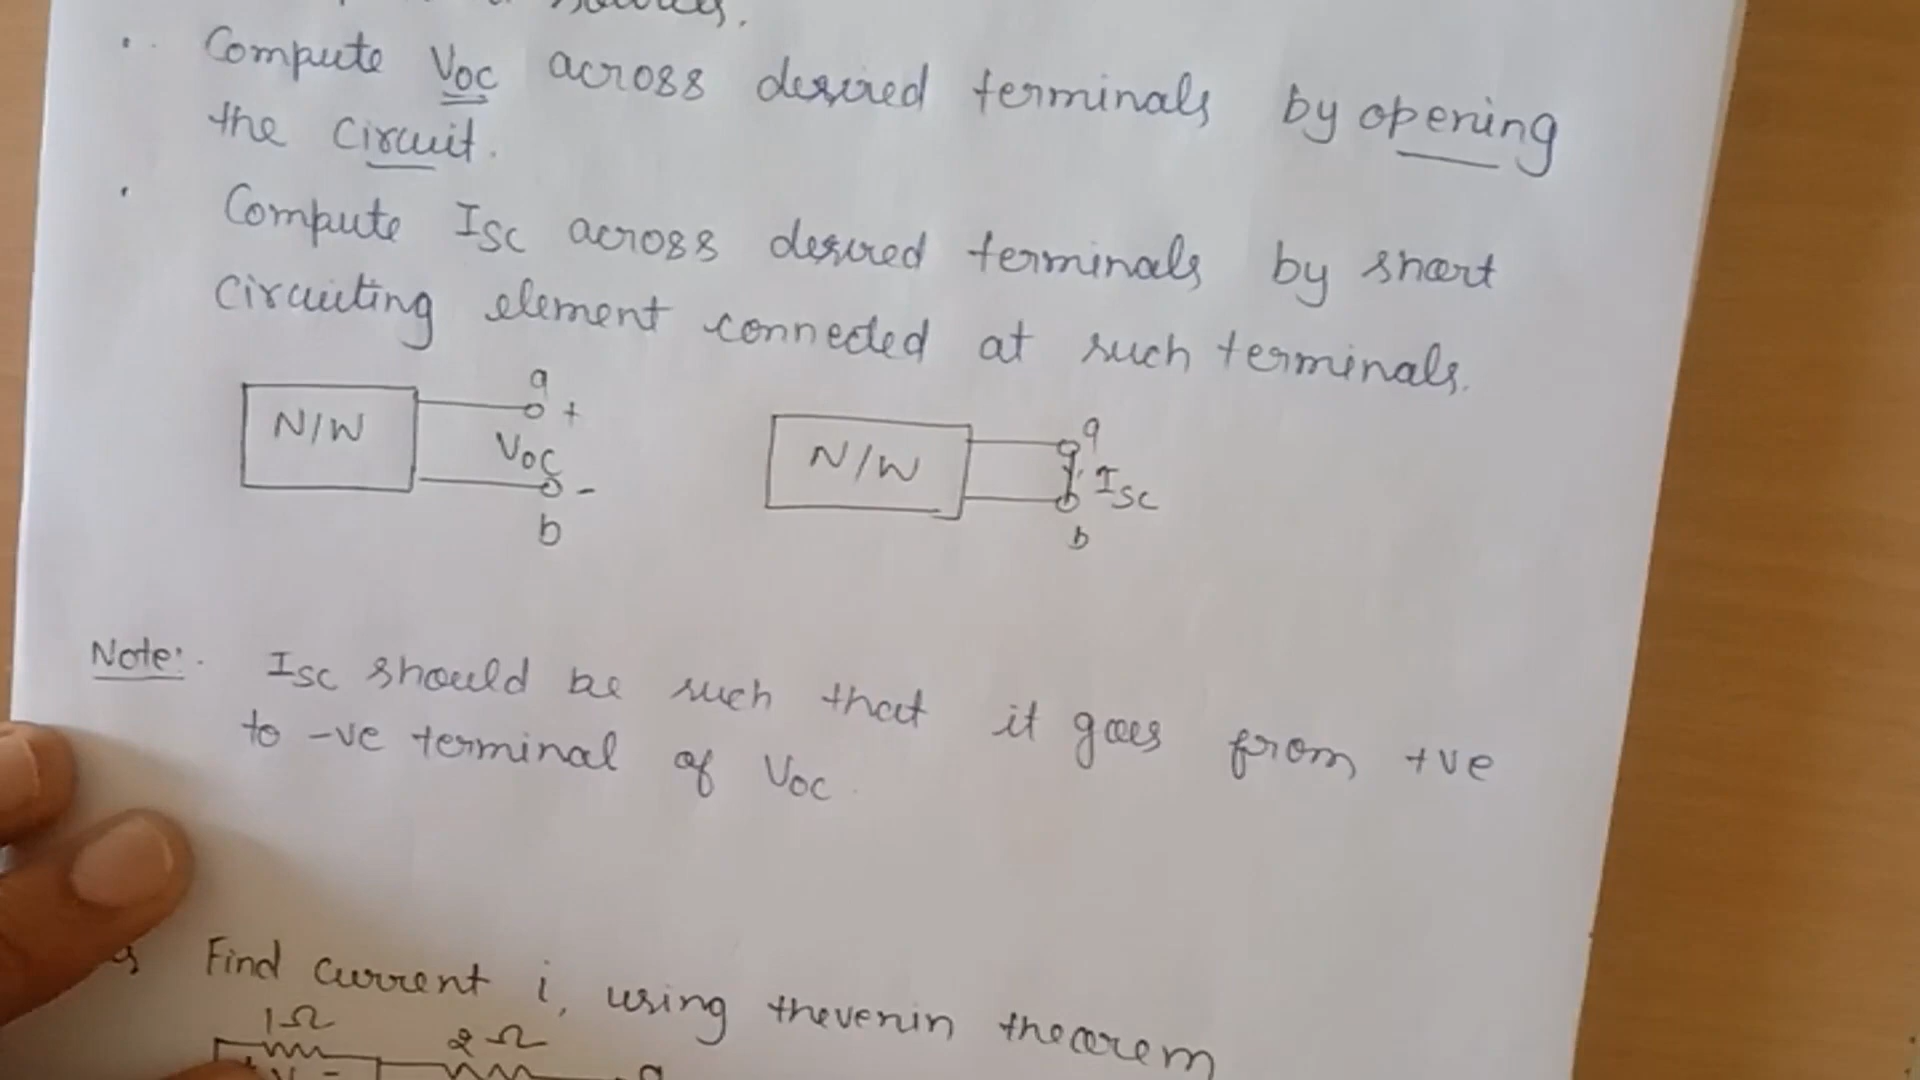 sources.
· Compute Voc across desired terminals by opening
the circuit.
· Compute Isc across desired terminals by short
circuiting element connected at such terminals.
a
N/W +
Voc
-
b
a
N/W Isc
b
Note:- Isc should be such that it goes from +ve
to -ve terminal of Voc.
Find current i, using thevenin theorem
1Ω
2Ω
a